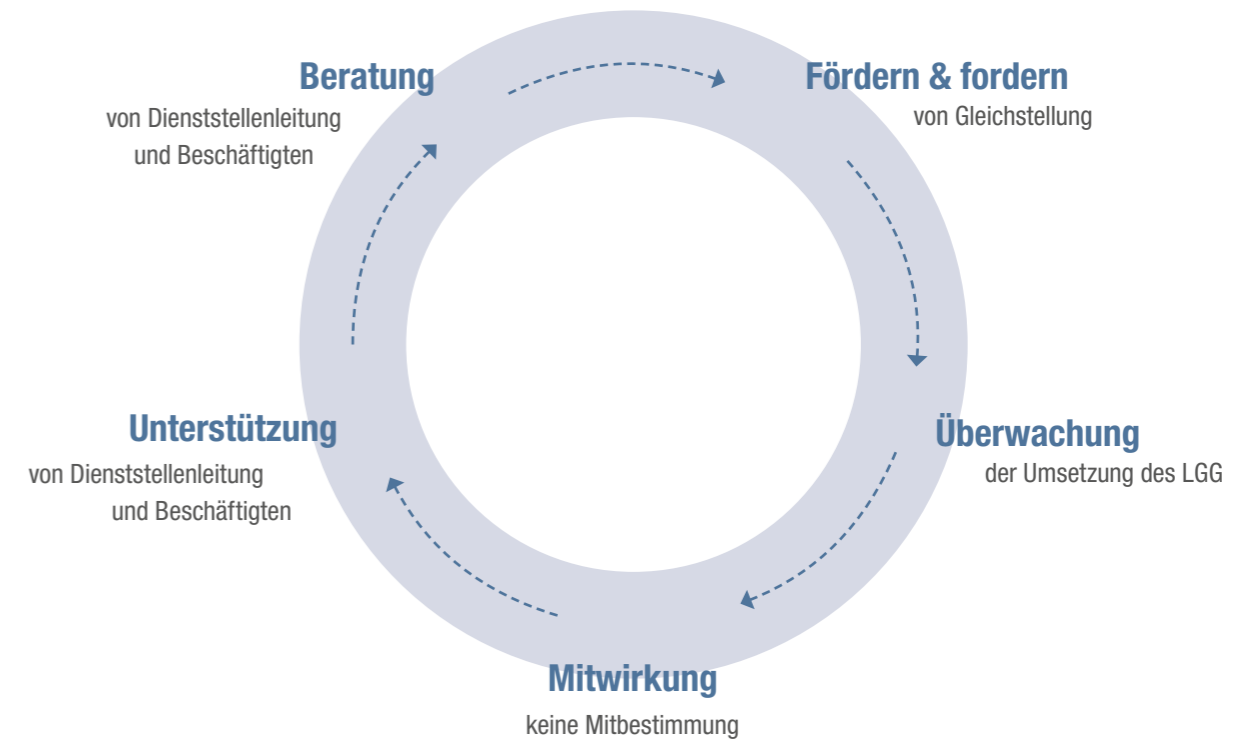 Beratung
von Dienststellenleitung
und Beschäftigten
Fördern & fordern
von Gleichstellung
Überwachung
der Umsetzung des LGG
Mitwirkung
keine Mitbestimmung
Unterstützung
von Dienststellenleitung
und Beschäftigten